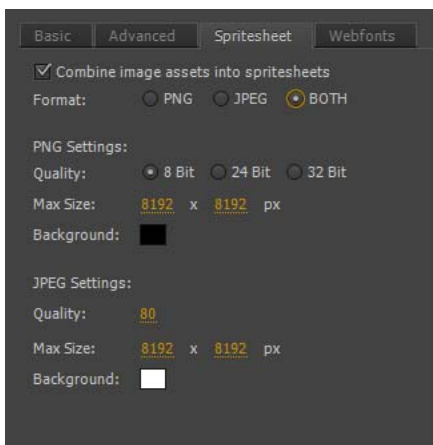 Basic Advanced Spritesheet Webfonts
Combine image assets into spritesheets
Format: PNG JPEG BOTH
PNG Settings:
Quality: 8 Bit 24 Bit 32 Bit
Max Size: 8192 x 8192 px
Background:
JPEG Settings:
Quality: 80
Max Size: 8192 x 8192 px
Background: